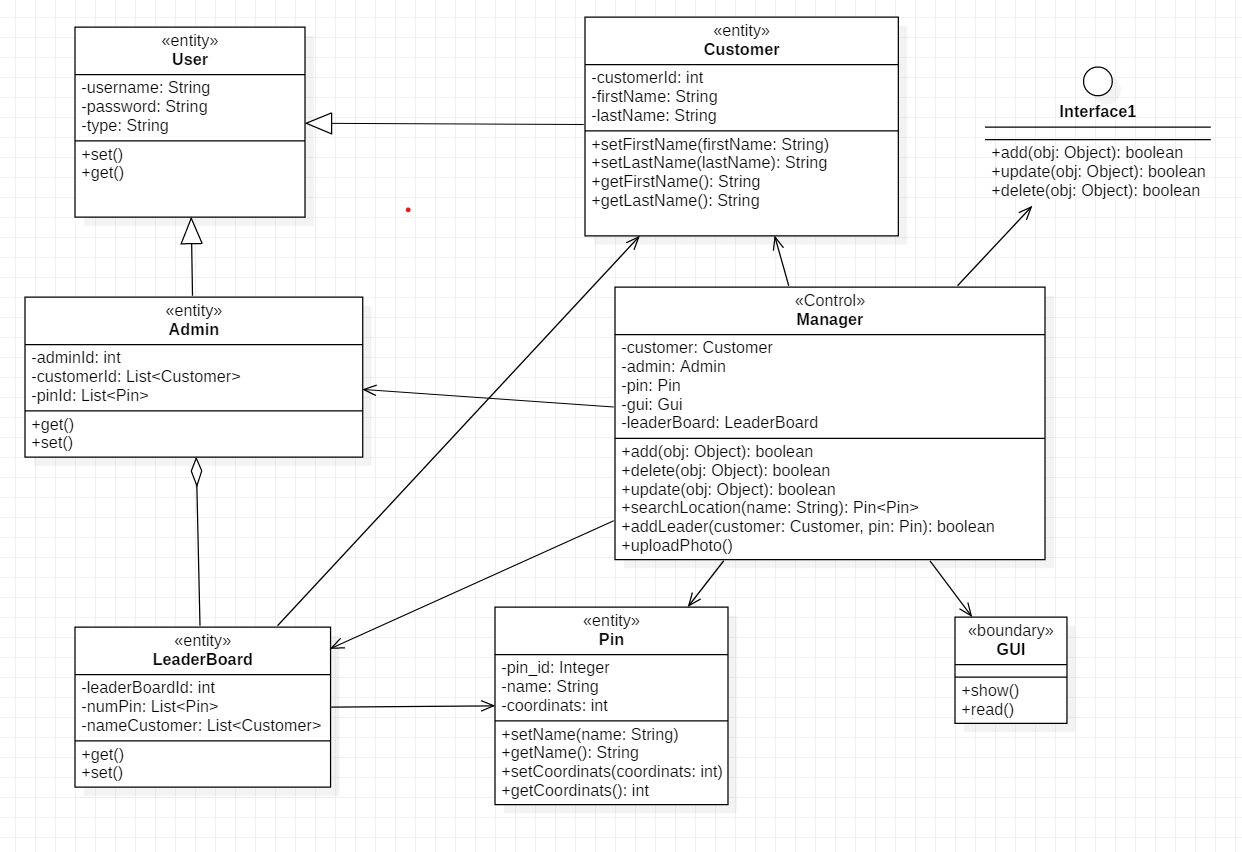 «entity»
User
-username: String
-password: String
-type: String
+set()
+get()
«entity»
Customer
-customerId: int
-firstName: String
-lastName: String
+setFirstName(firstName: String)
+setLastName(lastName): String
+getFirstName(): String
+getLastName(): String
Interface1
+add(obj: Object): boolean
+update(obj: Object): boolean
+delete(obj: Object): boolean
«entity»
Admin
-adminId: int
-customerId: List<Customer>
-pinId: List<Pin>
+get()
+set()
«Control»
Manager
-customer: Customer
-admin: Admin
-pin: Pin
-gui: Gui
-leaderBoard: LeaderBoard
+add(obj: Object): boolean
+delete(obj: Object): boolean
+update(obj: Object): boolean
+searchLocation(name: String): Pin<Pin>
+addLeader(customer: Customer, pin: Pin): boolean
+uploadPhoto()
«entity»
LeaderBoard
-leaderBoardId: int
-numPin: List<Pin>
-nameCustomer: List<Customer>
+get()
+set()
«entity»
Pin
-pin_id: Integer
-name: String
-coordinats: int
+setName(name: String)
+getName(): String
+setCoordinats(coordinats: int)
+getCoordinats(): int
«boundary»
GUI
+show()
+read()